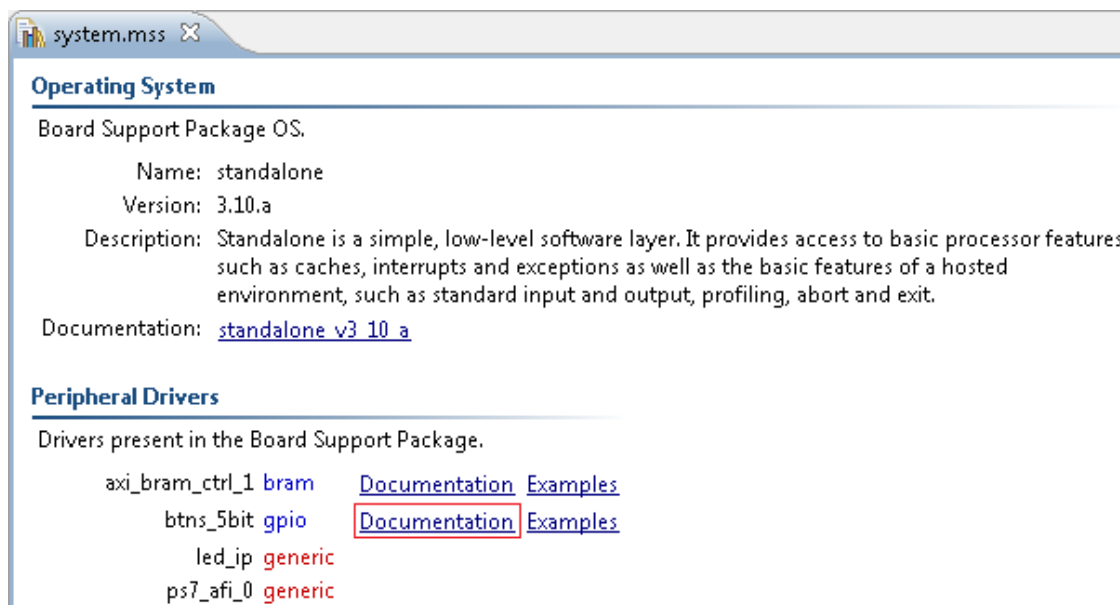 system.mss
Operating System
Board Support Package OS.
Name: standalone
Version: 3.10.a
Description: Standalone is a simple, low-level software layer. It provides access to basic processor features
such as caches, interrupts and exceptions as well as the basic features of a hosted
environment, such as standard input and output, profiling, abort and exit.
Documentation: standalone_v3_10_a
Peripheral Drivers
Drivers present in the Board Support Package.
axi_bram_ctrl_1 bram Documentation Examples
btns_5bit gpio Documentation Examples
led_ip generic
ps7_afi_0 generic